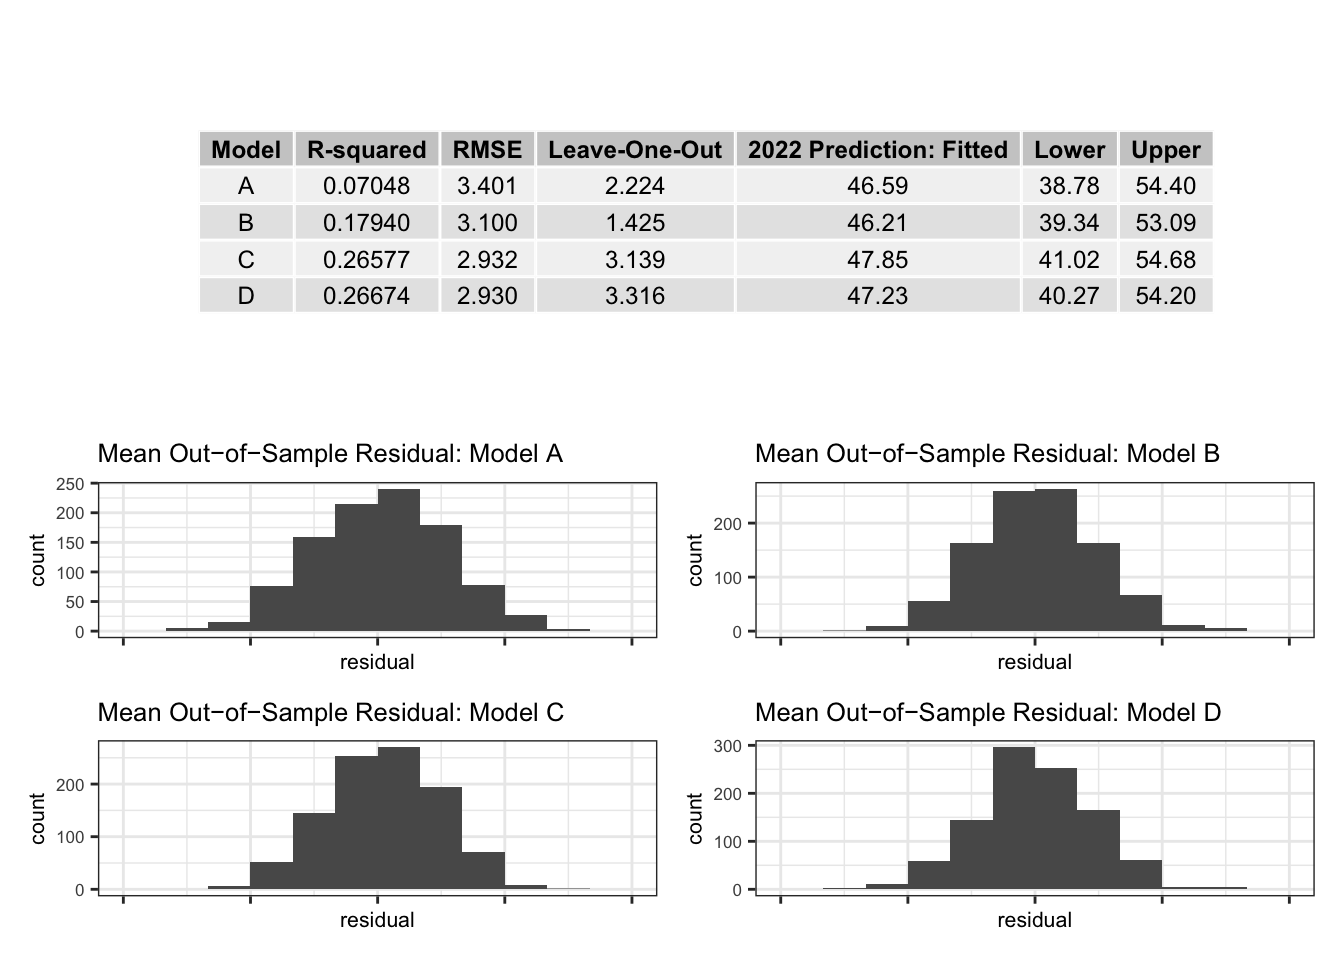 Model R-squared RMSE Leave-One-Out 2022 Prediction: Fitted Lower Upper
A 0.07048 3.401 2.224 46.59 38.78 54.40
B 0.17940 3.100 1.425 46.21 39.34 53.09
C 0.26577 2.932 3.139 47.85 41.02 54.68
D 0.26674 2.930 3.316 47.23 40.27 54.20
Mean Out−of−Sample Residual: Model A
250
200
150
100
50
0
count
residual
Mean Out−of−Sample Residual: Model B
200
100
0
count
residual
Mean Out−of−Sample Residual: Model C
200
100
0
count
residual
Mean Out−of−Sample Residual: Model D
300
200
100
0
count
residual